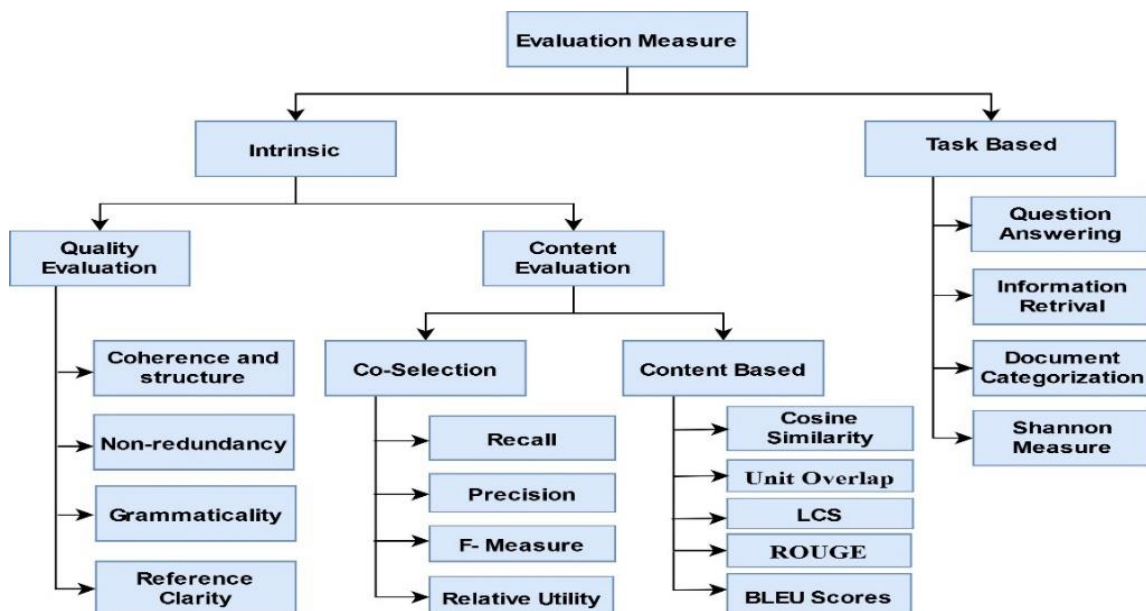 Evaluation Measure
Intrinsic
Task Based
Quality
Evaluation
Content
Evaluation
Question
Answering
Information
Retrival
Document
Categorization
Shannon
Measure
Coherence and
structure
Non-redundancy
Grammaticality
Reference
Clarity
Co-Selection
Recall
Precision
F- Measure
Relative Utility
Content Based
Cosine
Similarity
Unit Overlap
LCS
ROUGE
BLEU Scores